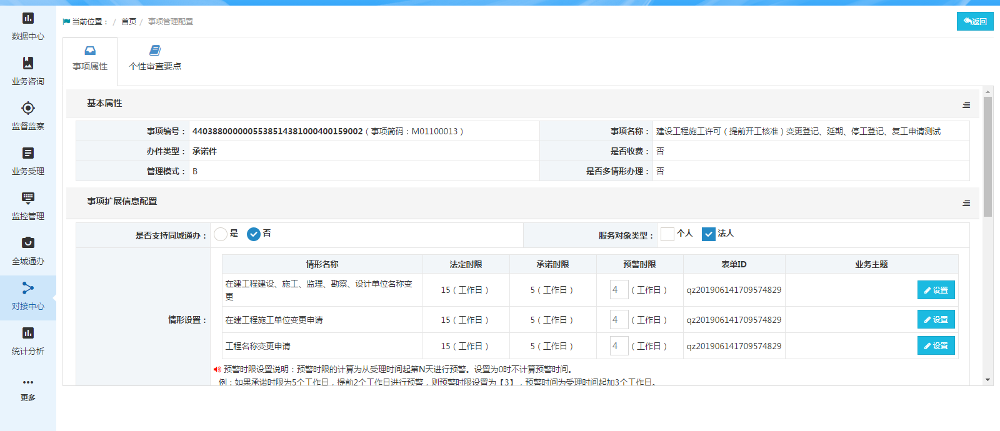 当前位置： / 首页 / 事项管理配置
返回
数据中心
业务咨询
监督监察
业务受理
监控管理
全城通办
对接中心
统计分析
更多
事项属性
个性审查要点
基本属性
事项编号： 4403880000005538514381000400159002（事项简码：M01100013） 事项名称： 建设工程施工许可（提前开工核准）变更登记、延期、停工登记、复工申请测试
办件类型： 承诺件 是否收费： 否
管理模式： B 是否多情形办理： 否
事项扩展信息配置
是否支持同城通办： 是 否 服务对象类型： 个人 法人
情形设置：
情形名称 法定时限 承诺时限 预警时限 表单ID 业务主题
在建工程建设、施工、监理、勘察、设计单位名称变
更 15（工作日） 5（工作日） 4 （工作日） qz201906141709574829 设置
在建工程施工单位变更申请 15（工作日） 5（工作日） 4 （工作日） qz201906141709574829 设置
工程名称变更申请 15（工作日） 5（工作日） 4 （工作日） qz201906141709574829 设置
预警时限设置说明：预警时限的计算为从受理时间起第N天进行预警。设置为0时不计算预警时间。
例：如果承诺时限为5个工作日，提前2个工作日进行预警，则预警时限设置为【3】，预警时间为受理时间起加3个工作日。